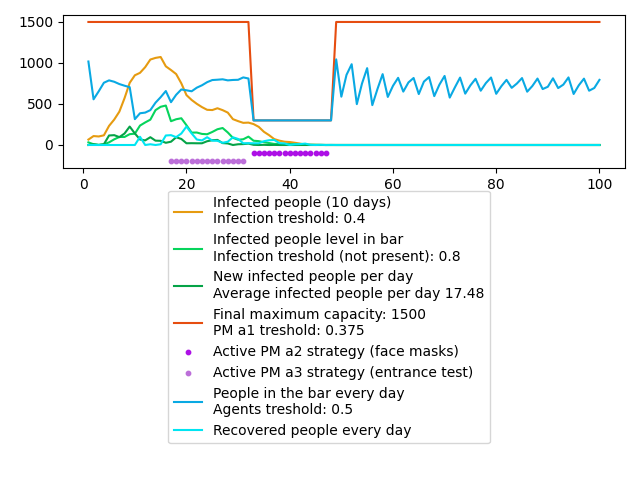 1500
1000
500
0
0 20 40 60 80 100
Infected people (10 days)
Infection treshold: 0.4
Infected people level in bar
Infection treshold (not present): 0.8
New infected people per day
Average infected people per day 17.48
Final maximum capacity: 1500
PM a1 treshold: 0.375
Active PM a2 strategy (face masks)
Active PM a3 strategy (entrance test)
People in the bar every day
Agents treshold: 0.5
Recovered people every day